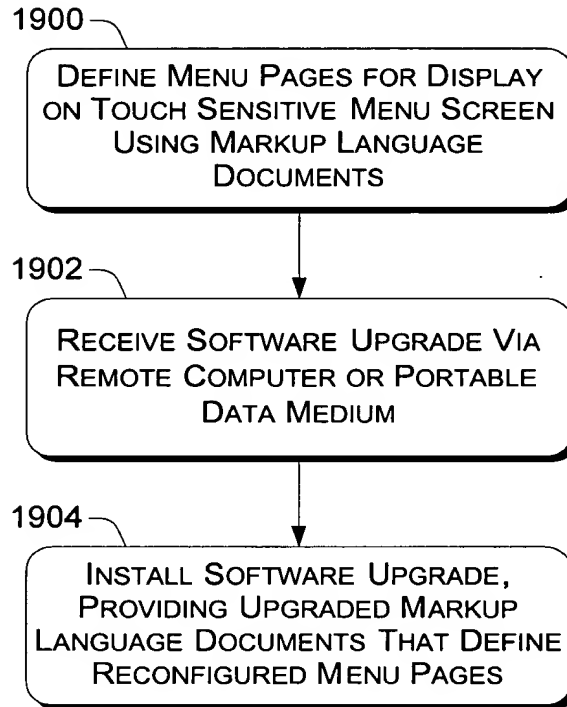 1900
DEFINE MENU PAGES FOR DISPLAY
ON TOUCH SENSITIVE MENU SCREEN
USING MARKUP LANGUAGE
DOCUMENTS
1902
RECEIVE SOFTWARE UPGRADE VIA
REMOTE COMPUTER OR PORTABLE
DATA MEDIUM
1904
INSTALL SOFTWARE UPGRADE,
PROVIDING UPGRADED MARKUP
LANGUAGE DOCUMENTS THAT DEFINE
RECONFIGURED MENU PAGES